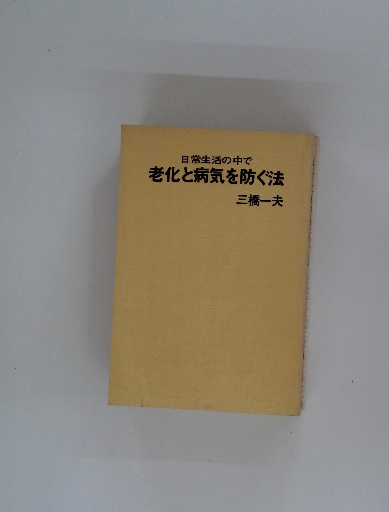 日常生活の中で
老化と病気を防ぐ法
三橋一夫